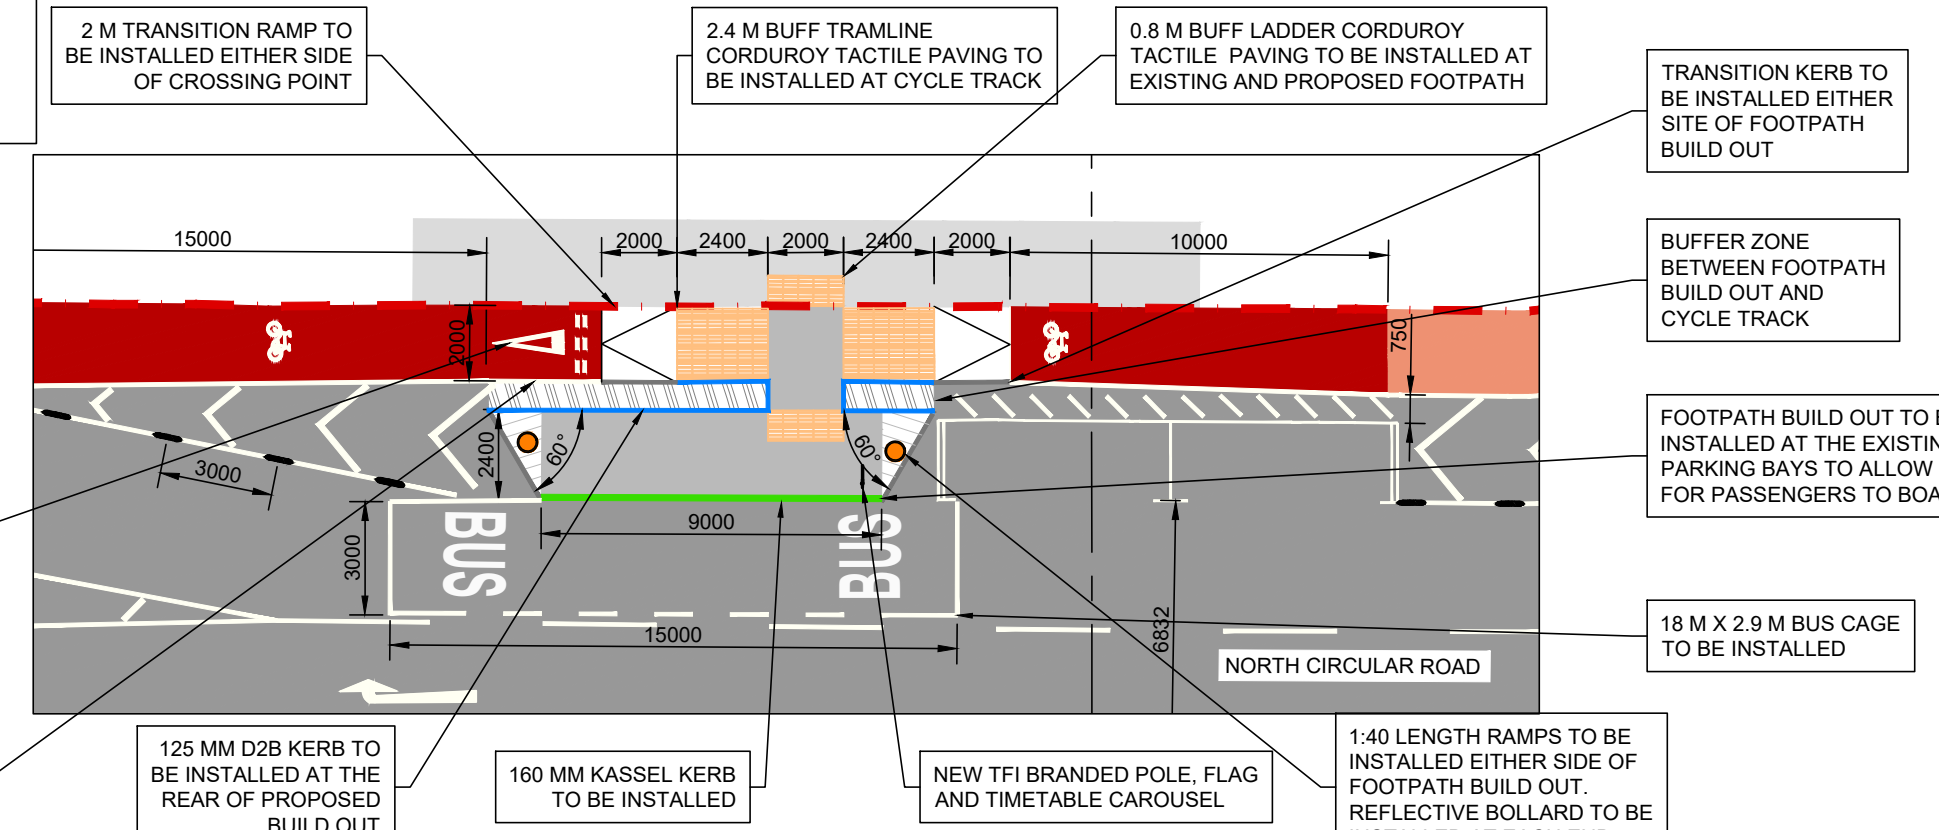 2 M TRANSITION RAMP TO
BE INSTALLED EITHER SIDE
OF CROSSING POINT
2.4 M BUFF TRAMLINE
CORDUROY TACTILE PAVING TO
BE INSTALLED AT CYCLE TRACK
0.8 M BUFF LADDER CORDUROY
TACTILE PAVING TO BE INSTALLED AT
EXISTING AND PROPOSED FOOTPATH
TRANSITION KERB TO
BE INSTALLED EITHER
SITE OF FOOTPATH
BUILD OUT
BUFFER ZONE
BETWEEN FOOTPATH
BUILD OUT AND
CYCLE TRACK
15000
2000
2400
2000
2400
2000
10000
2000
750
FOOTPATH BUILD OUT TO
INSTALLED AT THE
PARKING BAYS TO ALLOW
FOR PASSENGERS TO
3000
2400
60°
60°
9000
3000
BUS
BUS
15000
6832
NORTH CIRCULAR ROAD
18 M X 2.9 M BUS CAGE
TO BE INSTALLED
125 MM D2B KERB TO
BE INSTALLED AT THE
REAR OF PROPOSED
BUILD OUT
160 MM KASSEL KERB
TO BE INSTALLED
NEW TFI BRANDED POLE, FLAG
AND TIMETABLE CAROUSEL
1:40 LENGTH RAMPS TO BE
INSTALLED EITHER SIDE OF
FOOTPATH BUILD OUT.
REFLECTIVE BOLLARD TO BE